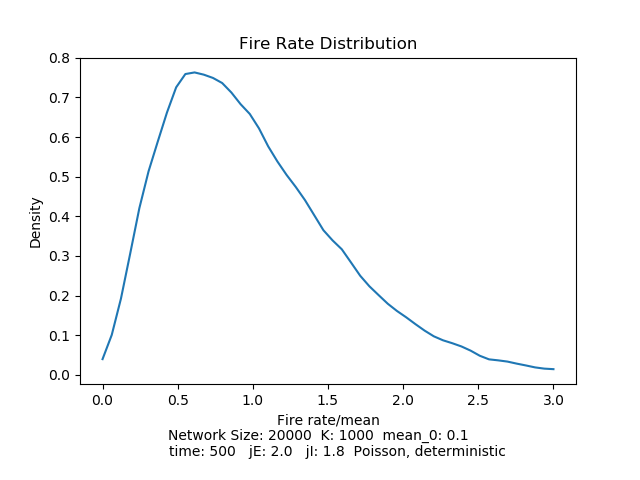 Fire Rate Distribution
0.8
0.7
0.6
0.5
0.4
0.3
0.2
0.1
0.0
Density
0.0 0.5 1.0 1.5 2.0 2.5 3.0
Fire rate/mean
Network Size: 20000  K: 1000  mean_0: 0.1
time: 500   jE: 2.0   jI: 1.8  Poisson, deterministic